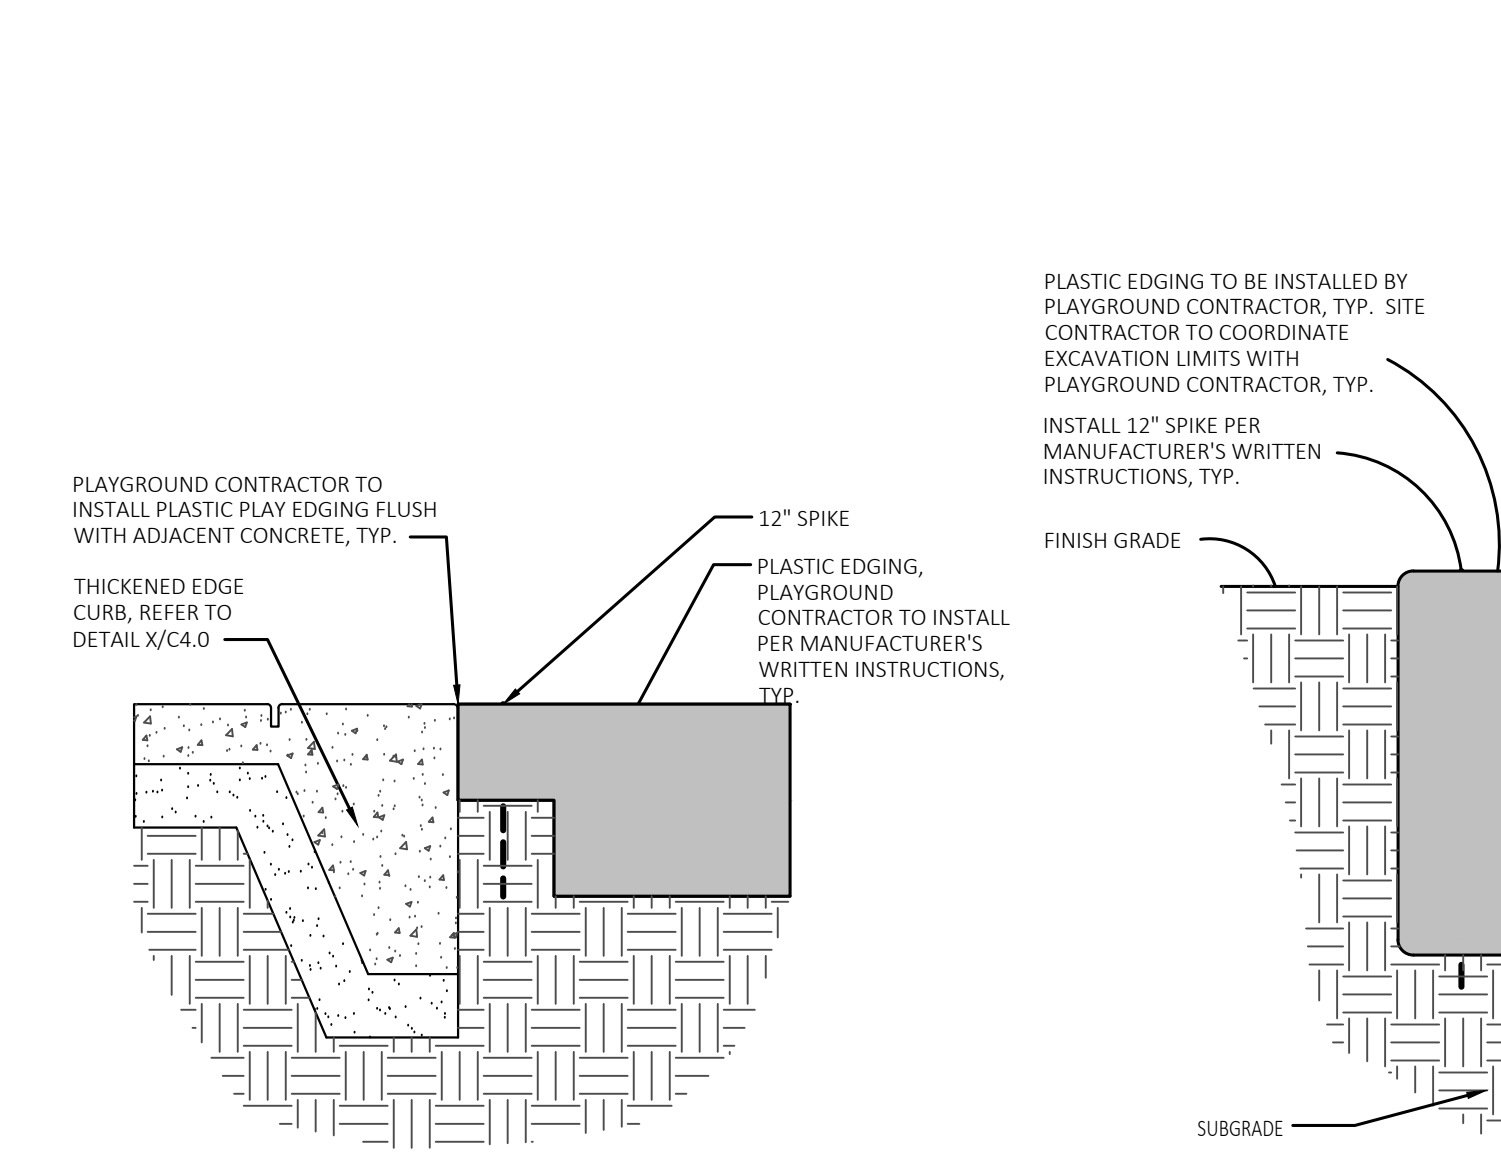 PLAYGROUND CONTRACTOR TO
INSTALL PLASTIC PLAY EDGING FLUSH
WITH ADJACENT CONCRETE, TYP.
THICKENED EDGE
CURB, REFER TO
DETAIL X/C4.0
12" SPIKE
PLASTIC EDGING,
PLAYGROUND
CONTRACTOR TO INSTALL
PER MANUFACTURER'S
WRITTEN INSTRUCTIONS,
TYP.
PLASTIC EDGING TO BE INSTALLED BY
PLAYGROUND CONTRACTOR, TYP.  SITE
CONTRACTOR TO COORDINATE
EXCAVATION LIMITS WITH
PLAYGROUND CONTRACTOR, TYP.
INSTALL 12" SPIKE PER
MANUFACTURER'S WRITTEN
INSTRUCTIONS, TYP.
FINISH GRADE
SUBGRADE